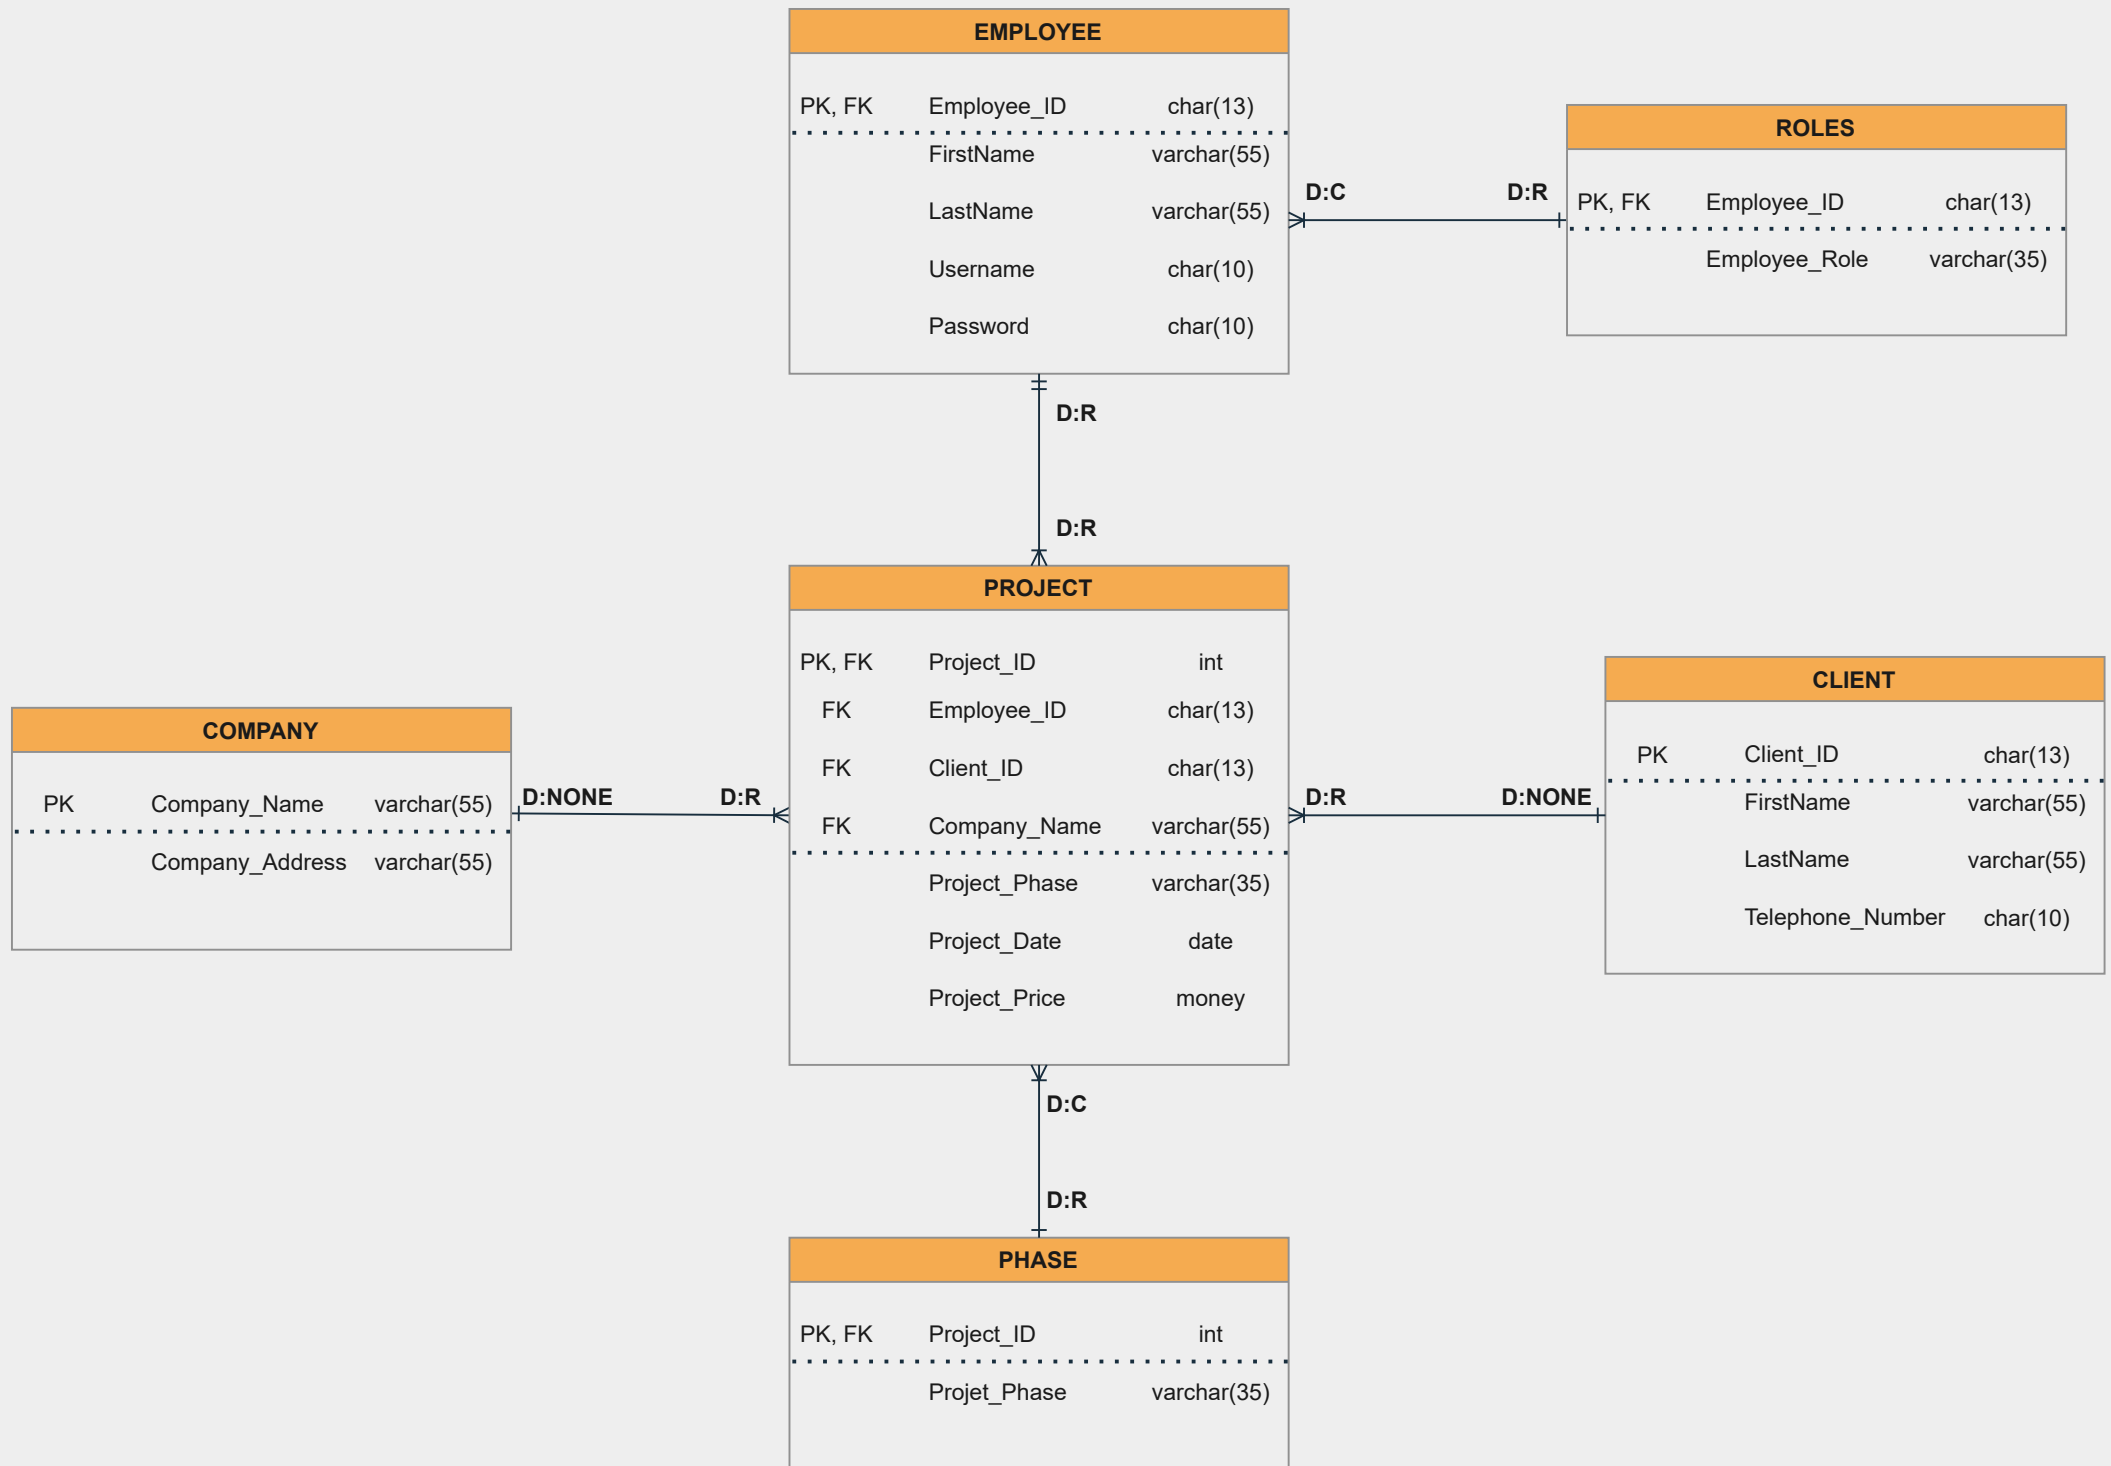 EMPLOYEE
PK, FK Employee_ID char(13)
FirstName varchar(55)
LastName varchar(55)
Username char(10)
Password char(10)
D:C D:R
ROLES
PK, FK Employee_ID char(13)
Employee_Role varchar(35)
D:R
D:R
PROJECT
PK, FK Project_ID int
FK Employee_ID char(13)
FK Client_ID char(13)
FK Company_Name varchar(55)
Project_Phase varchar(35)
Project_Date date
Project_Price money
COMPANY
PK Company_Name varchar(55)
Company_Address varchar(55)
D:NONE D:R
D:R D:NONE
CLIENT
PK Client_ID char(13)
FirstName varchar(55)
LastName varchar(55)
Telephone_Number char(10)
D:C
D:R
PHASE
PK, FK Project_ID int
Projet_Phase varchar(35)